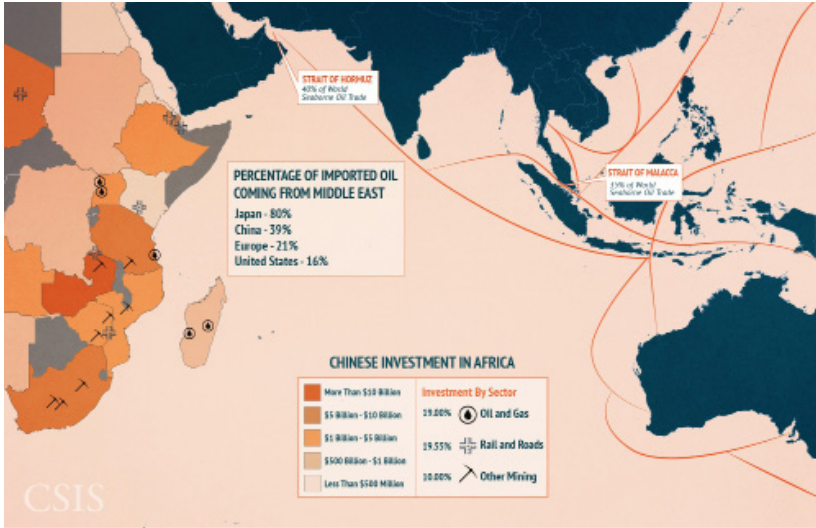 STRAIT OF HORMUZ
40% of World
Seaborne Oil Trade
STRAIT OF MALACCA
35% of World
Seaborne Oil Trade
PERCENTAGE OF IMPORTED OIL
COMING FROM MIDDLE EAST
Japan - 80%
China - 39%
Europe - 21%
United States - 16%
CHINESE INVESTMENT IN AFRICA
More Than $10 Billion
$5 Billion - $10 Billion
$1 Billion - $5 Billion
$500 Billion - $1 Billion
Less Than $500 Million
Investment By Sector
19.00% Oil and Gas
19.55% Rail and Roads
10.00% Other Mining
CSIS